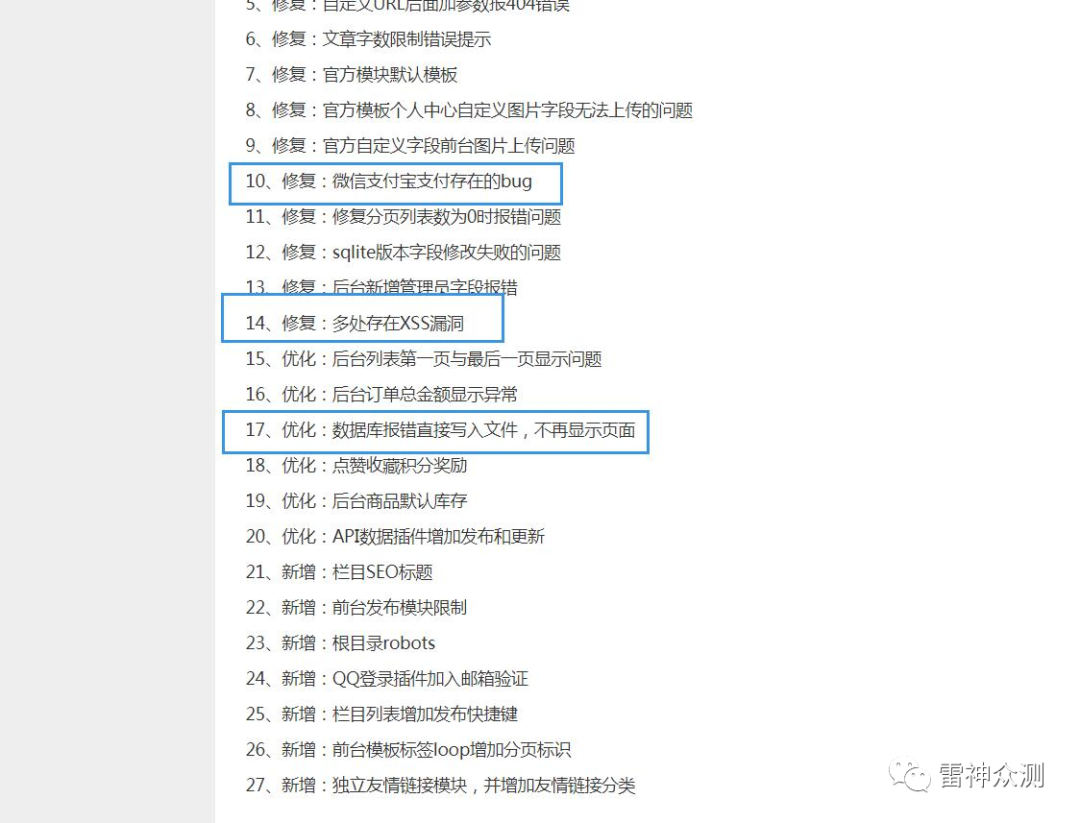 5、修复：自定义URL后面加参数报404错误
6、修复：文章字数限制错误提示
7、修复：官方模块默认模板
8、修复：官方模板个人中心自定义图片字段无法上传的问题
9、修复：官方自定义字段前台图片上传问题
10、修复：微信支付宝支付存在的bug
11、修复：修复分页列表数为0时报错问题
12、修复：sqlite版本字段修改失败的问题
13、修复：后台新增管理员字段报错
14、修复：多处存在XSS漏洞
15、优化：后台列表第一页与最后一页显示问题
16、优化：后台订单总金额显示异常
17、优化：数据库报错直接写入文件，不再显示页面
18、优化：点赞收藏积分奖励
19、优化：后台商品默认库存
20、优化：API数据插件增加发布和更新
21、新增：栏目SEO标题
22、新增：前台发布模块限制
23、新增：根目录robots
24、新增：QQ登录插件加入邮箱验证
25、新增：栏目列表增加发布快捷键
26、新增：前台模板标签loop增加分页标识
27、新增：独立友情链接模块，并增加友情链接分类
雷神众测